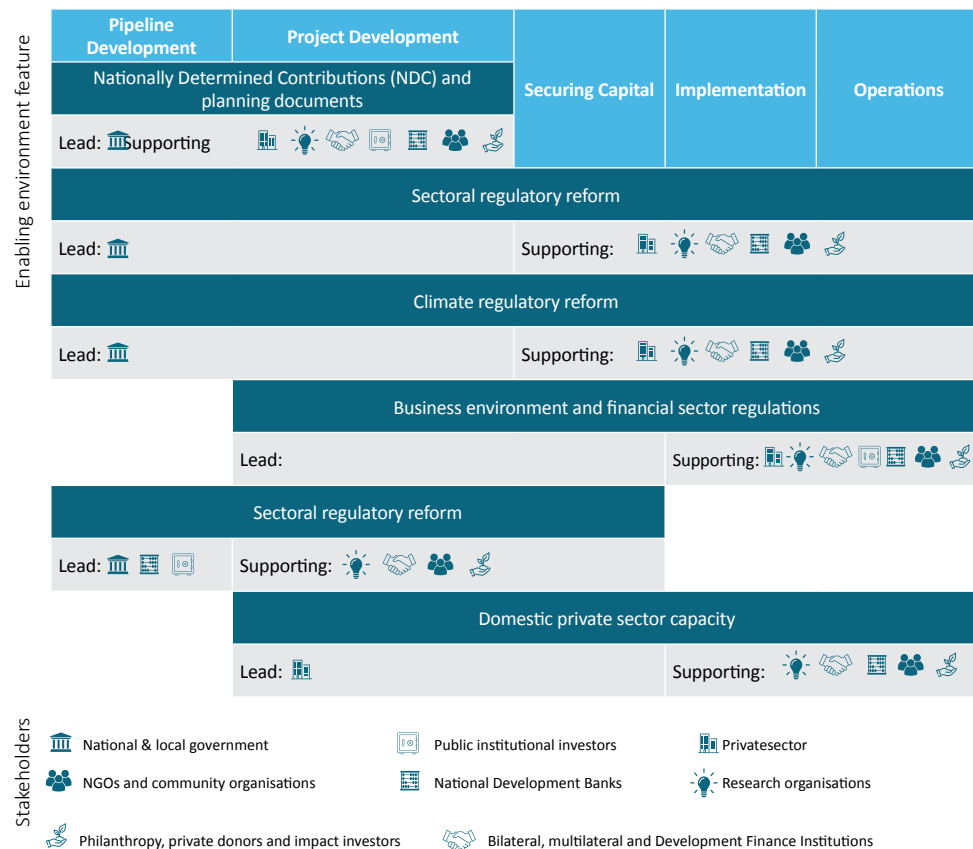 Enabling environment feature
Pipeline
Development
Project Development
Securing Capital
Implementation
Operations
Nationally Determined Contributions (NDC) and
planning documents
Lead: Supporting
Sectoral regulatory reform
Lead:
Supporting:
Climate regulatory reform
Lead:
Supporting:
Business environment and financial sector regulations
Lead:
Supporting:
Sectoral regulatory reform
Lead:
Supporting:
Domestic private sector capacity
Lead:
Supporting:
Stakeholders
National & local government
Public institutional investors
Privatesector
NGOs and community organisations
National Development Banks
Research organisations
Philanthropy, private donors and impact investors
Bilateral, multilateral and Development Finance Institutions